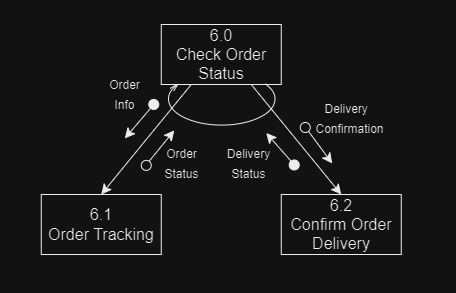 6.0
Check Order
Status
Order
Info
Delivery
Confirmation
Order
Status
Delivery
Status
6.1
Order Tracking
6.2
Confirm Order
Delivery